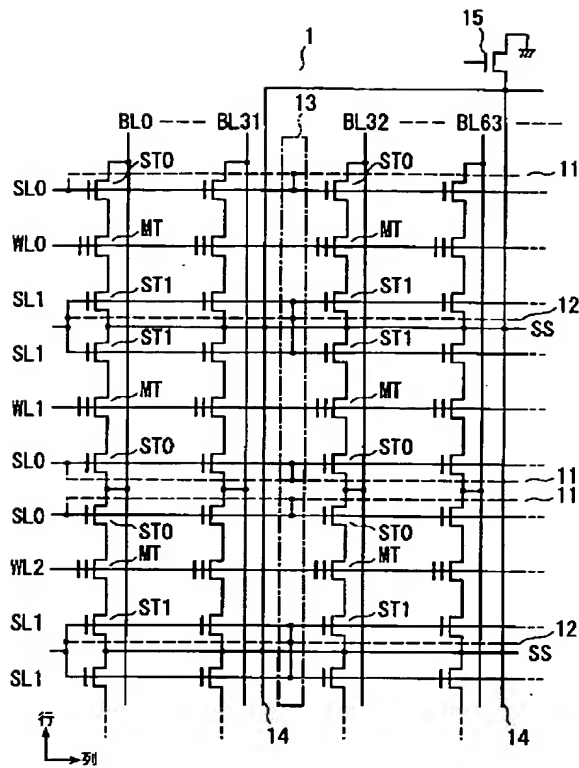 15
1
13
BL0 BL31 BL32 BL63
ST0 ST0 11
SL0
MT MT
WL0
ST1 ST1
SL1 12
ST1 ST1 SS
SL1
MT MT
WL1
ST0 ST0
SL0 11
11
SL0
ST0 ST0
MT MT
WL2
ST1 ST1
SL1 12
SS
SL1
14 14
行
列